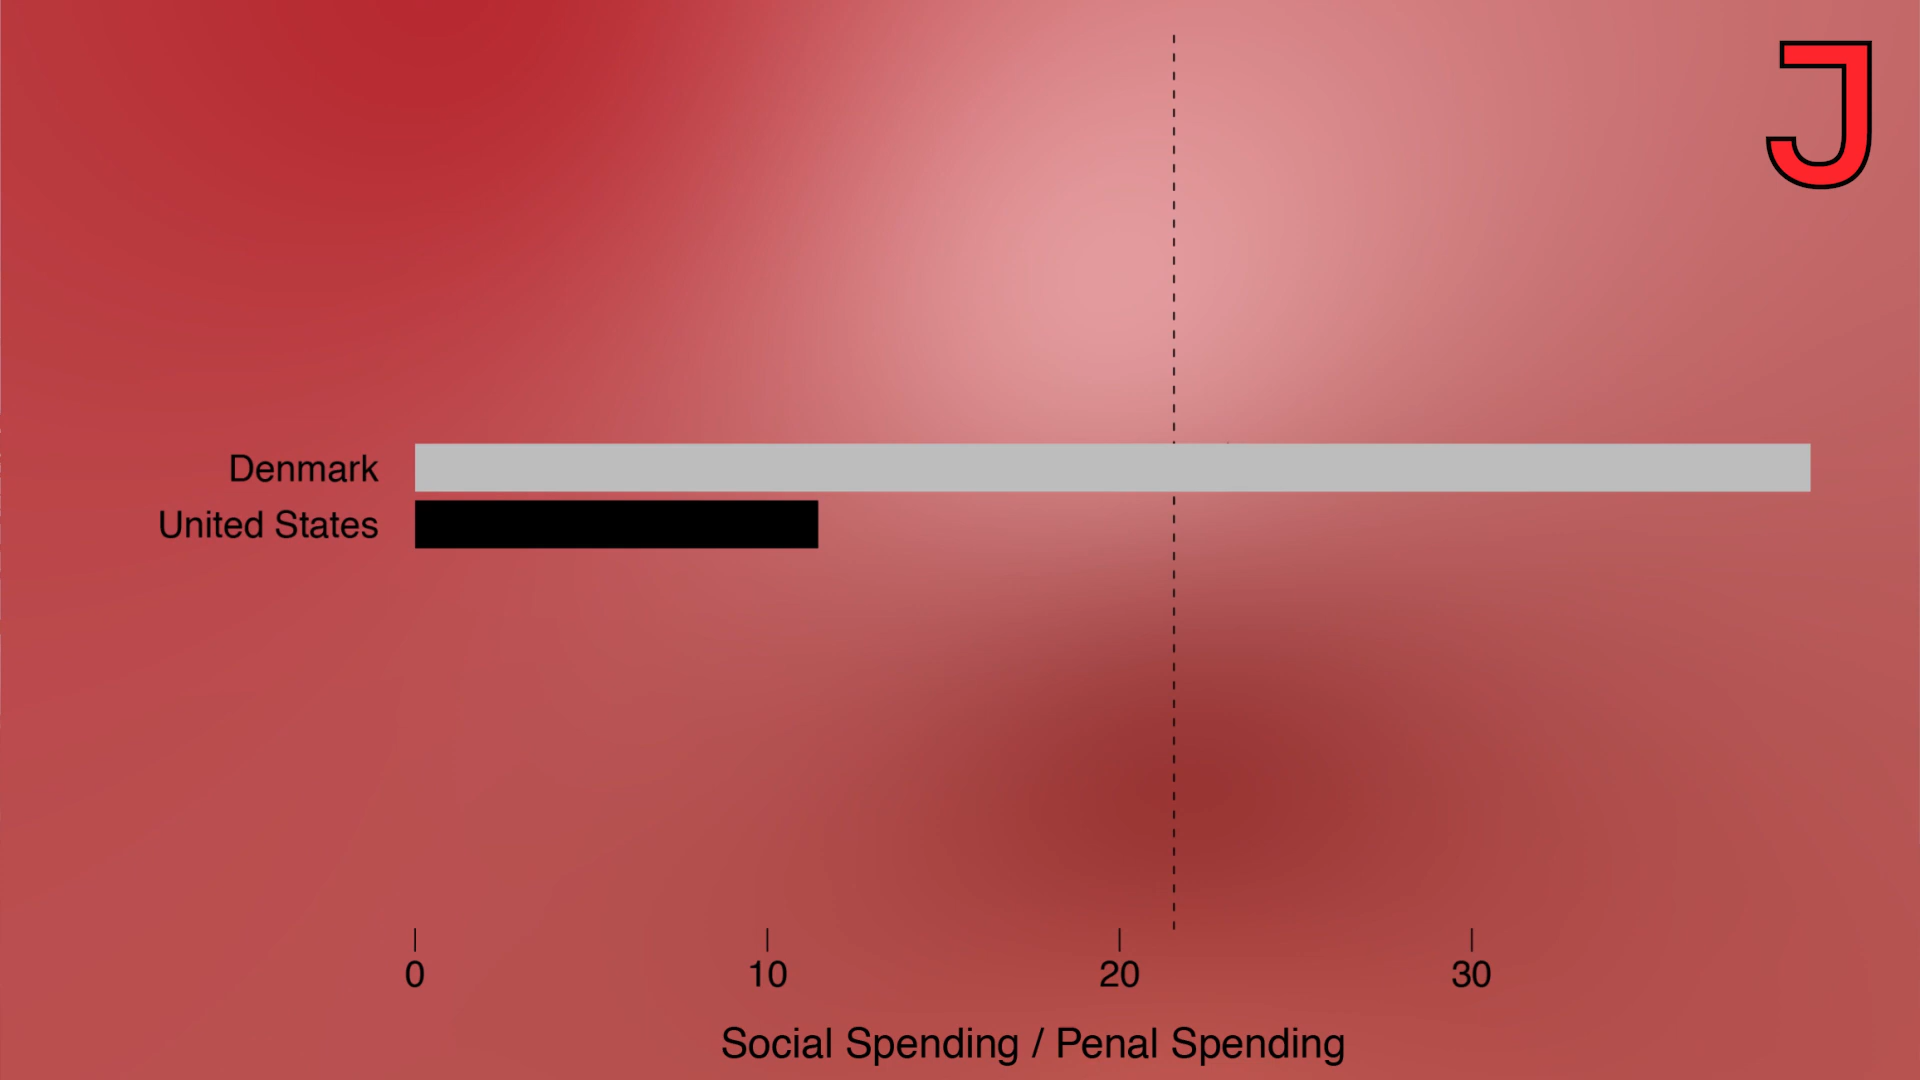 J
Denmark
United States
0 10 20 30
Social Spending / Penal Spending